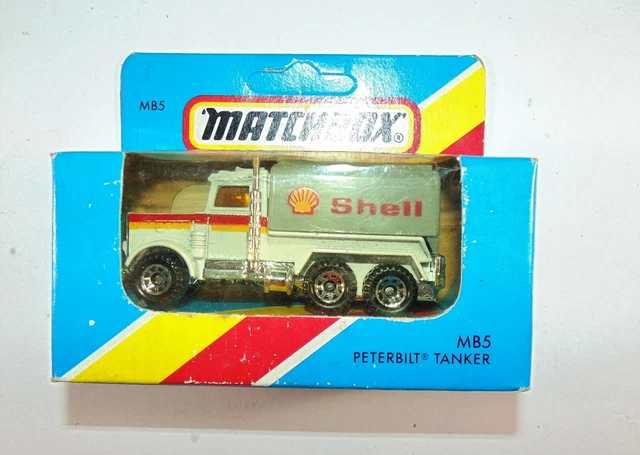 MB5
MATCHBOX®
Shell
MB5
PETERBILT® TANKER